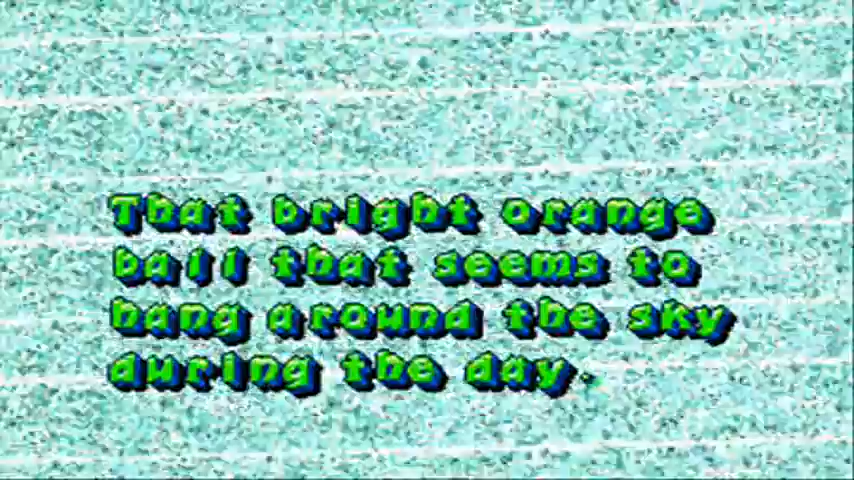 That bright orange
ball that seems to
hang around the sky
during the day.